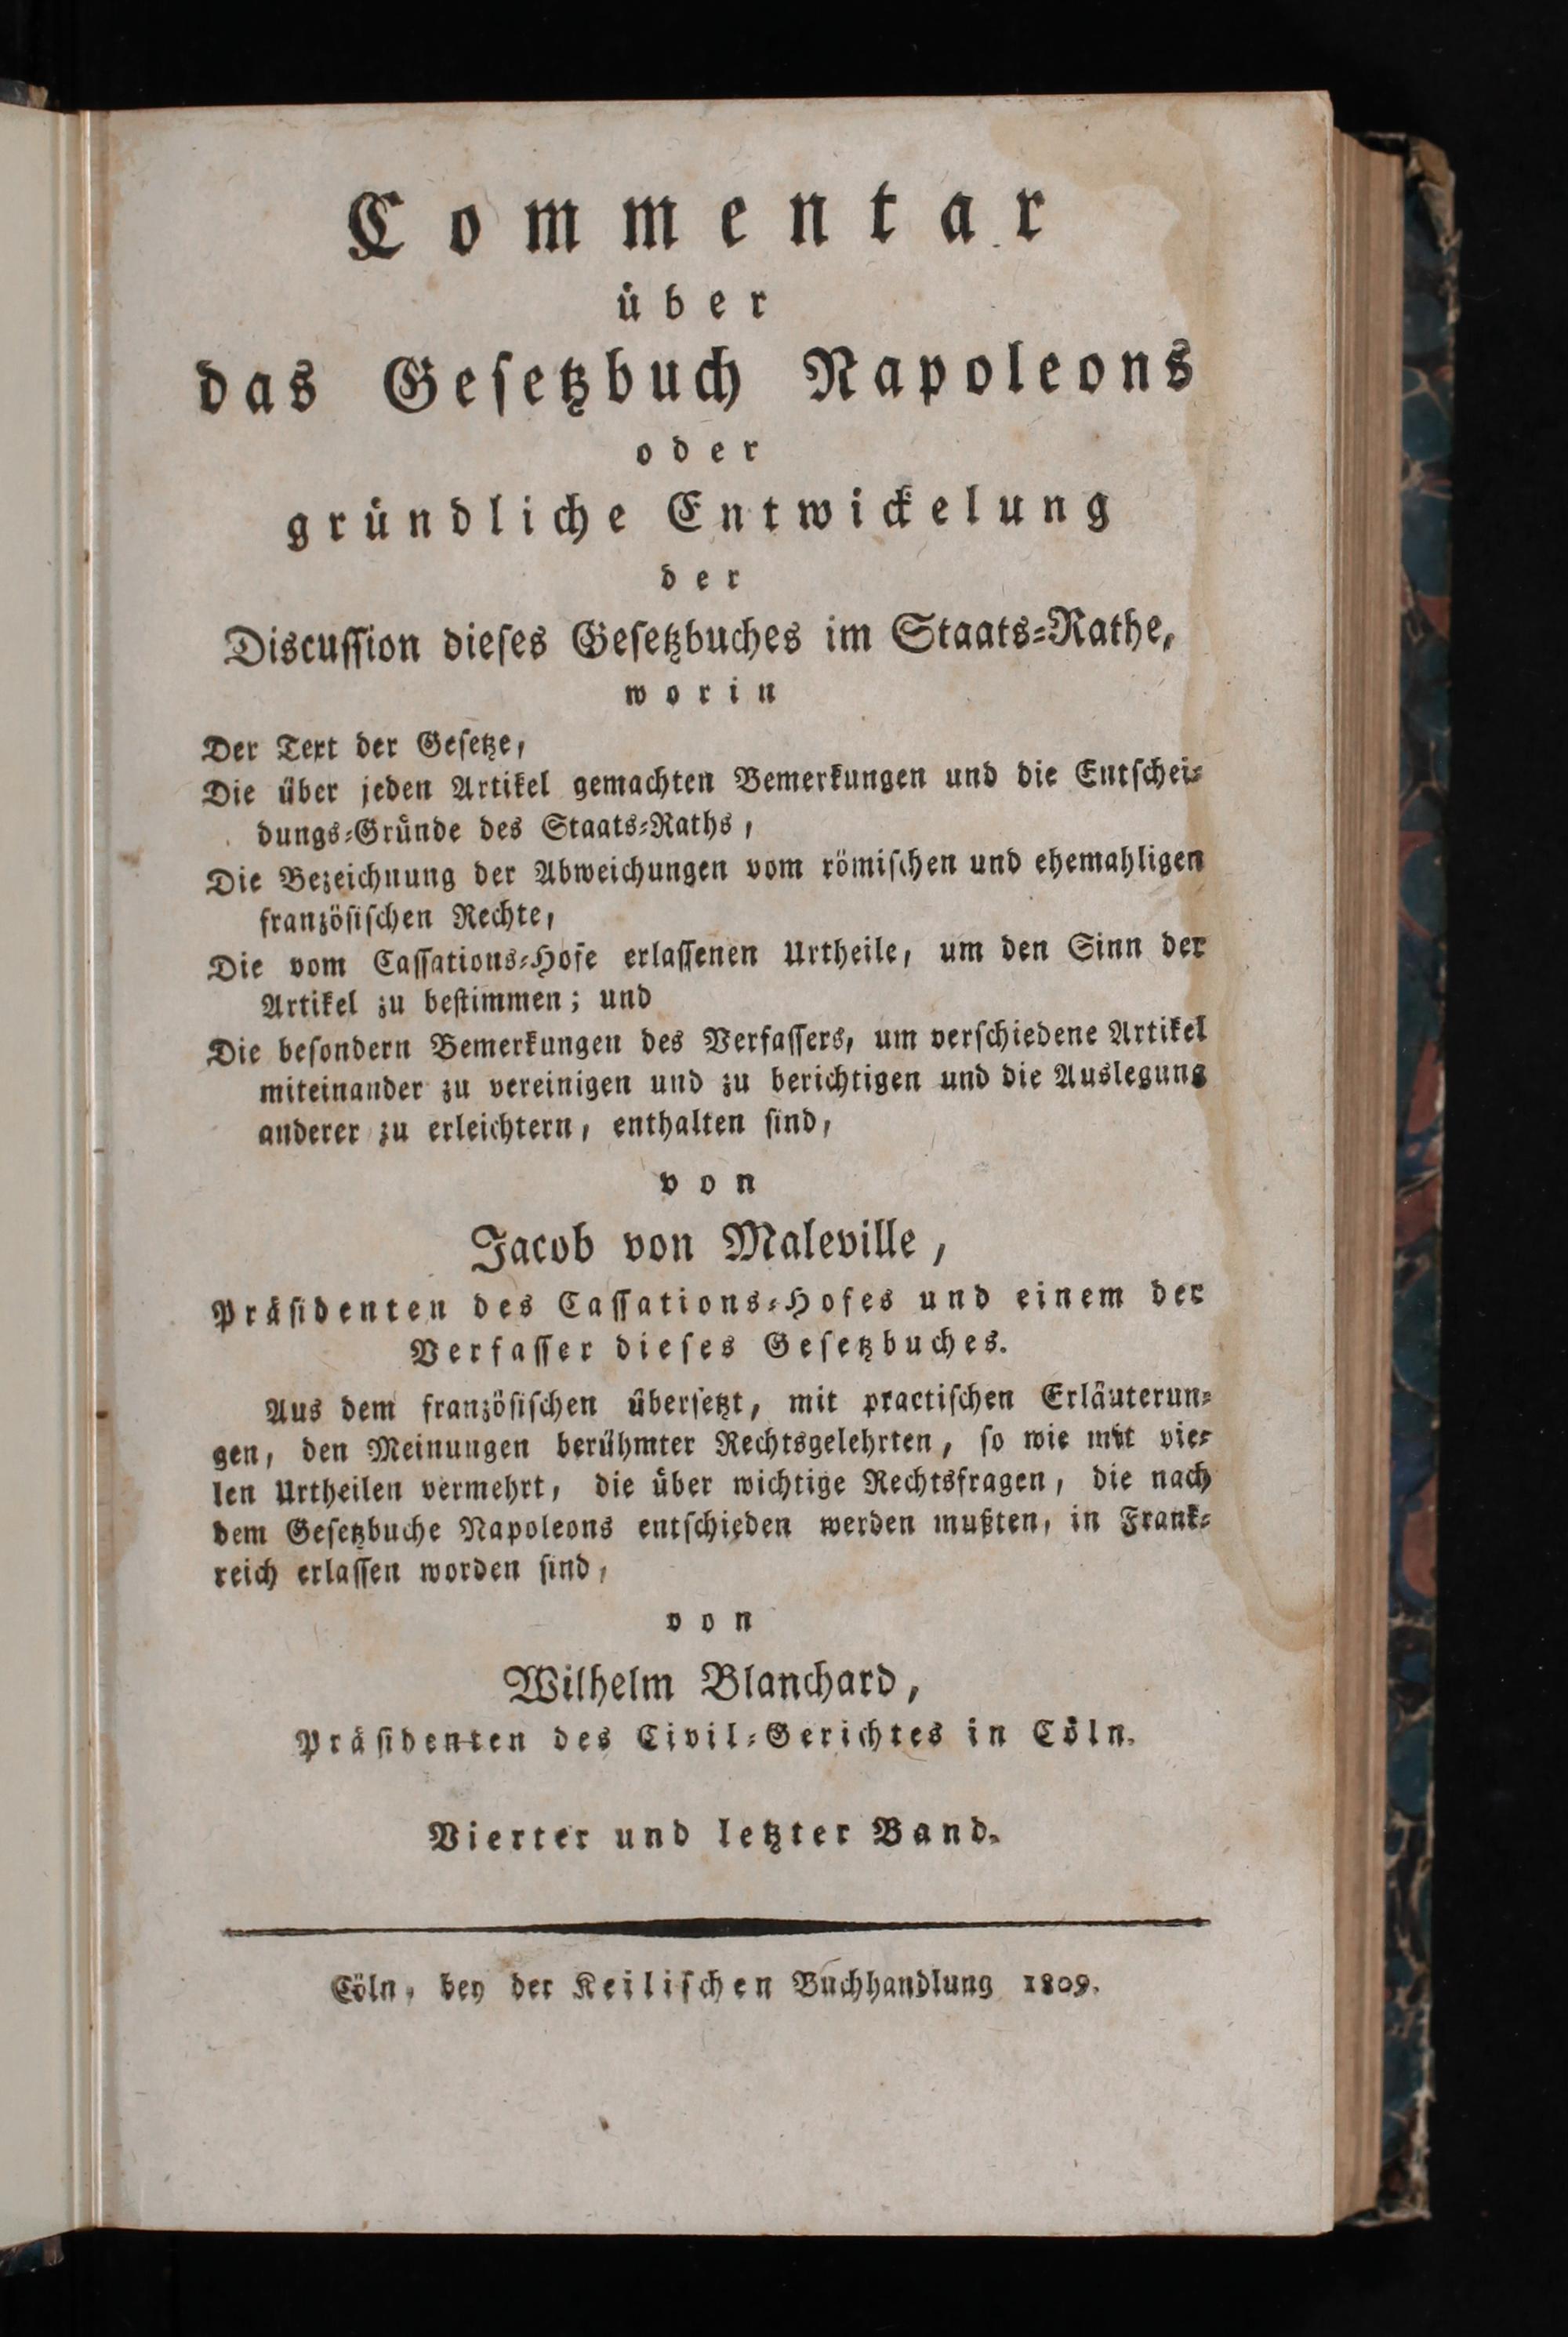 Commentar
über
das Gesetzbuch Napoleons
oder
gründliche Entwickelung
der
Discussion dieses Gesetzbuches im Staats-Rathe,
worin
Der Text der Gesetze,
Die über jeden Artikel gemachten Bemerkungen und die Entschei-
dungs-Gründe des Staats-Raths,
Die Bezeichnung der Abweichungen vom römischen und ehemahligen
französischen Rechte,
Die vom Cassations-Hofe erlassenen Urtheile, um den Sinn der
Artikel zu bestimmen; und
Die besondern Bemerkungen des Verfassers, um verschiedene Artikel
miteinander zu vereinigen und zu berichtigen und die Auslegung
anderer zu erleichtern, enthalten sind,
von
Jacob von Maleville,
Präsidenten des Cassations-Hofes und einem der
Verfasser dieses Gesetzbuches.
Aus dem französischen übersetzt, mit practischen Erläuterun-
gen, den Meinungen berühmter Rechtsgelehrten, so wie mit vie-
len Urtheilen vermehrt, die über wichtige Rechtsfragen, die nach
dem Gesetzbuche Napoleons entschieden werden mußten, in Frank-
reich erlassen worden sind,
von
Wilhelm Blanchard,
Präsidenten des Civil-Gerichtes in Cöln.
Vierter und letzter Band.
Cöln, bey der Keilischen Buchhandlung 1809.